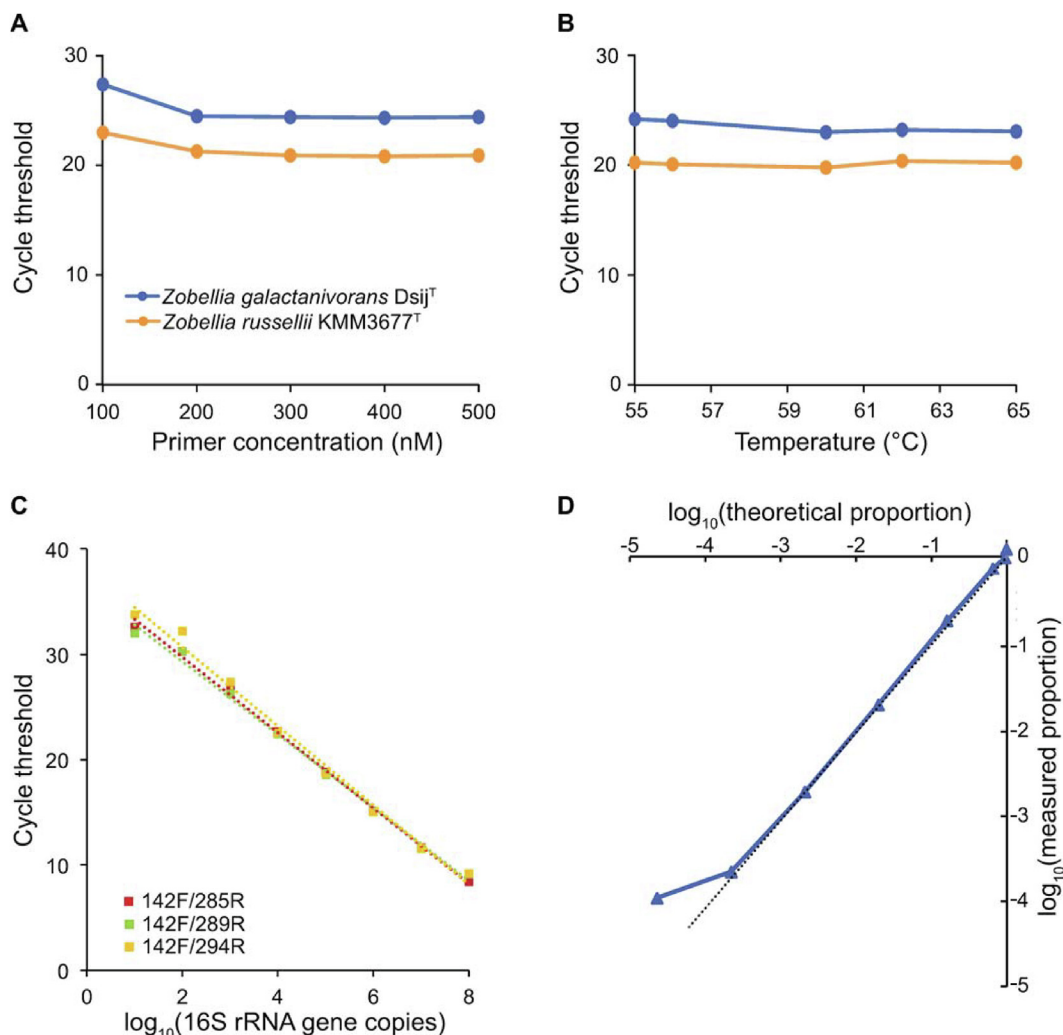 A
30
20
10
0
Cycle threshold
Zobellia galactanivorans Dsijᵀ
Zobellia russellii KMM3677ᵀ
100 200 300 400 500
Primer concentration (nM)
B
30
20
10
0
Cycle threshold
55 57 59 61 63 65
Temperature (°C)
C
40
30
20
10
0
Cycle threshold
142F/285R
142F/289R
142F/294R
0 2 4 6 8
log₁₀(16S rRNA gene copies)
D
log₁₀(theoretical proportion)
-5 -4 -3 -2 -1 0
-1
-2
-3
-4
-5
log₁₀(measured proportion)